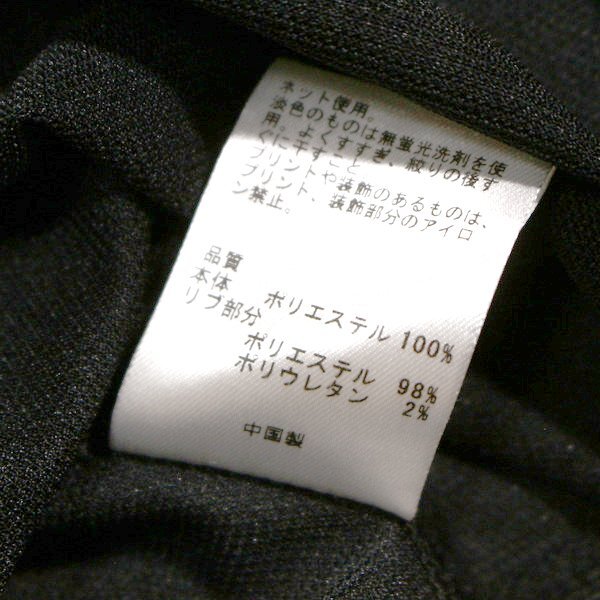 ネット使用。
淡色のものは無蛍光洗剤を使
用。よくすすぎ、絞りの後す
ぐに干すこと
プリントや装飾のあるものは、
プリント、装飾部分のアイロ
ン禁止。
品質
本体 ポリエステル 100%
リブ部分
ポリエステル 98%
ポリウレタン 2%
中国製